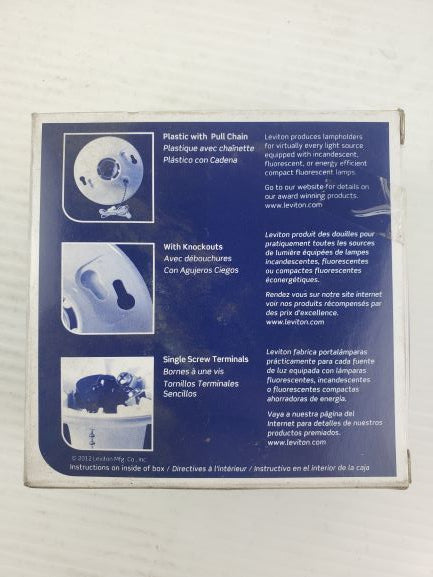 Plastic with Pull Chain
Plastique avec chaînette
Plástico con Cadena
Leviton produces lampholders
for virtually every light source
equipped with incandescent,
fluorescent, or energy efficient
compact fluorescent lamps.
Go to our website for details on
our award winning products.
www.leviton.com
With Knockouts
Avec débouchures
Con Agujeros Ciegos
Leviton produit des douilles pour
pratiquement toutes les sources
de lumière équipées de lampes
incandescentes, fluorescentes
ou compactes fluorescentes
éconergétiques.
Rendez vous sur notre site internet
voir nos produits récompensés par
des prix d'excellence.
www.leviton.com
Single Screw Terminals
Bornes à une vis
Tornillos Terminales
Sencillos
Leviton fabrica portalámparas
prácticamente para cada fuente
de luz equipada con lámparas
fluorescentes, incandescentes
o fluorescentes compactas
ahorradoras de energía.
Vaya a nuestra página del
Internet para detalles de nuestros
productos premiados.
www.leviton.com
© 2012 Leviton Mfg. Co., Inc
Instructions on inside of box / Directives à l'intérieur / Instructivo en el interior de la caja